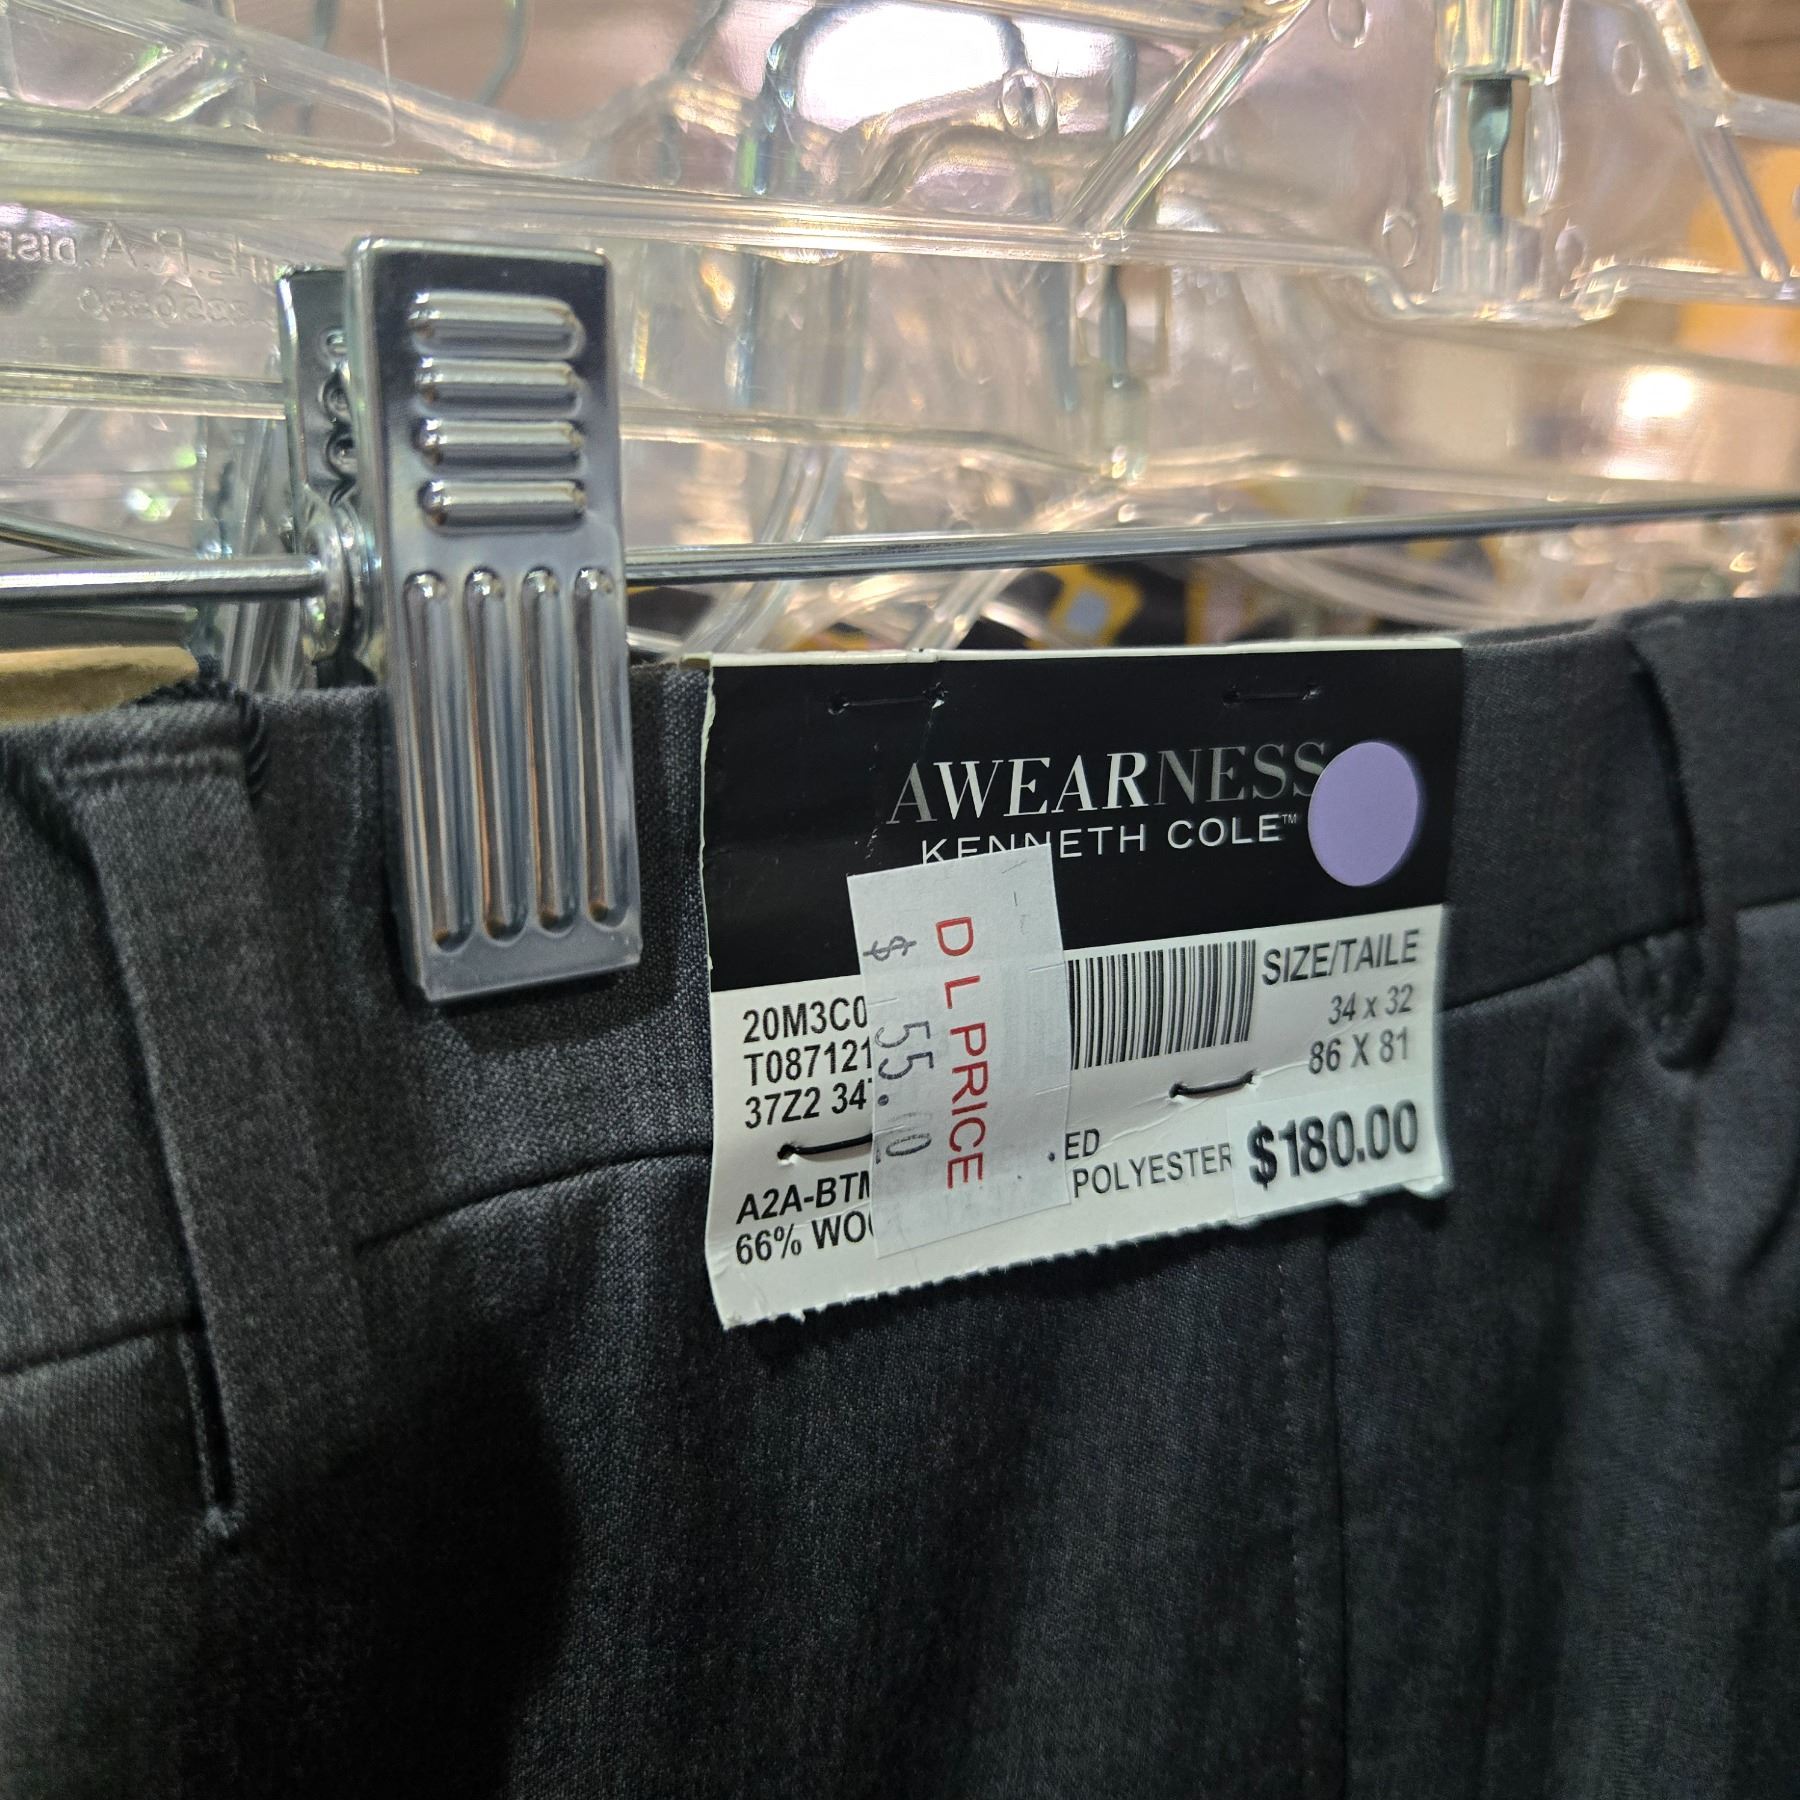 AWEARNESS
KENNETH COLE™
DL PRICE
$ 55.00
20M3C0
T087121
37Z2 34
SIZE/TAILE
34 x 32
86 X 81
A2A-BTM
ED
66% WOO
POLYESTER
$180.00